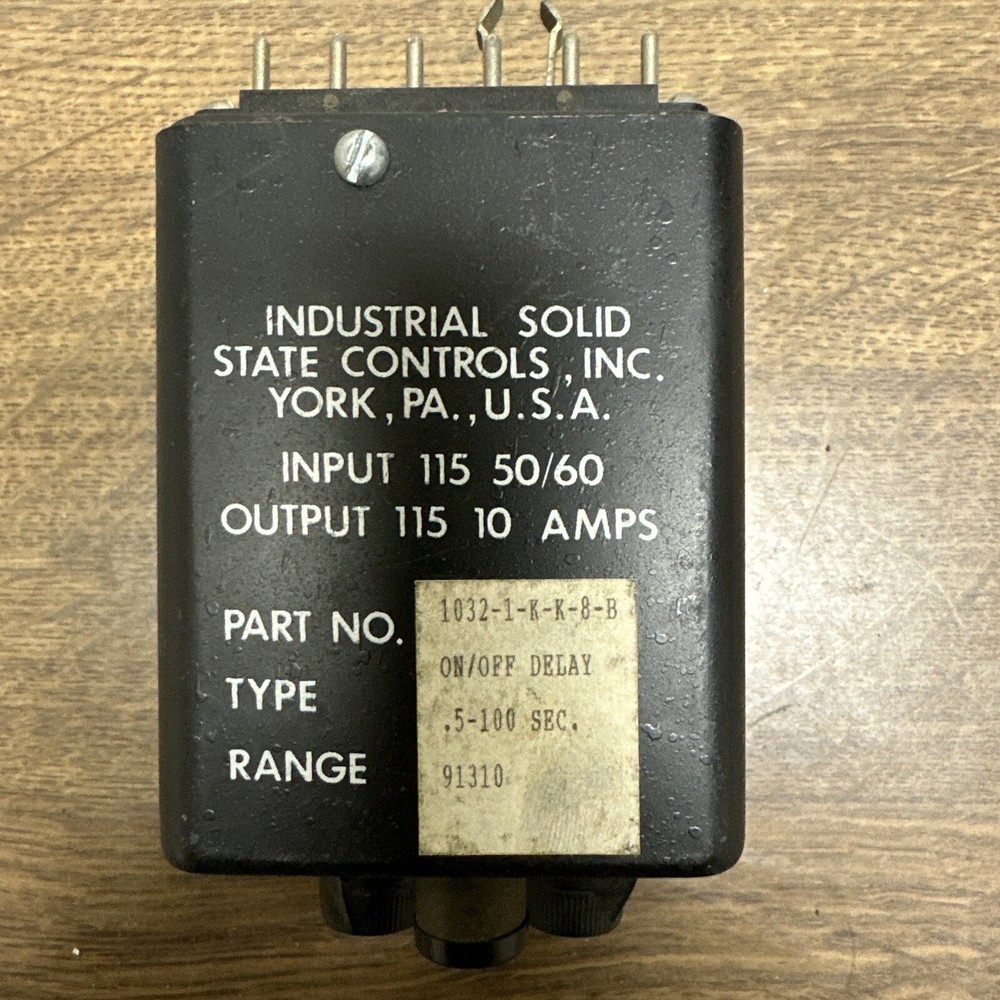 INDUSTRIAL SOLID
STATE CONTROLS, INC.
YORK, PA., U.S.A.
INPUT 115 50/60
OUTPUT 115 10 AMPS
PART NO. 1032-1-K-K-8-B
TYPE ON/OFF DELAY
RANGE .5-100 SEC.
91310